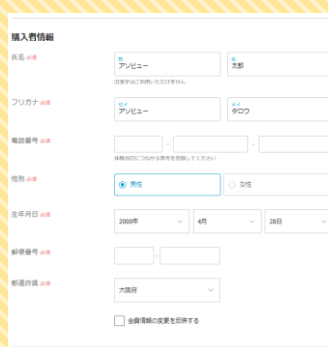 購入者情報
氏名 必須
姓
アソビュー
名
太郎
旧漢字はご利用いただけません
フリガナ 必須
セイ
アソビュー
メイ
タロウ
電話番号 必須
- -
体験当日につながる番号を登録してください
性別 必須
男性 女性
生年月日 必須
2000年 4月 28日
郵便番号 必須
-
都道府県 必須
大阪府
会員情報の変更を反映する